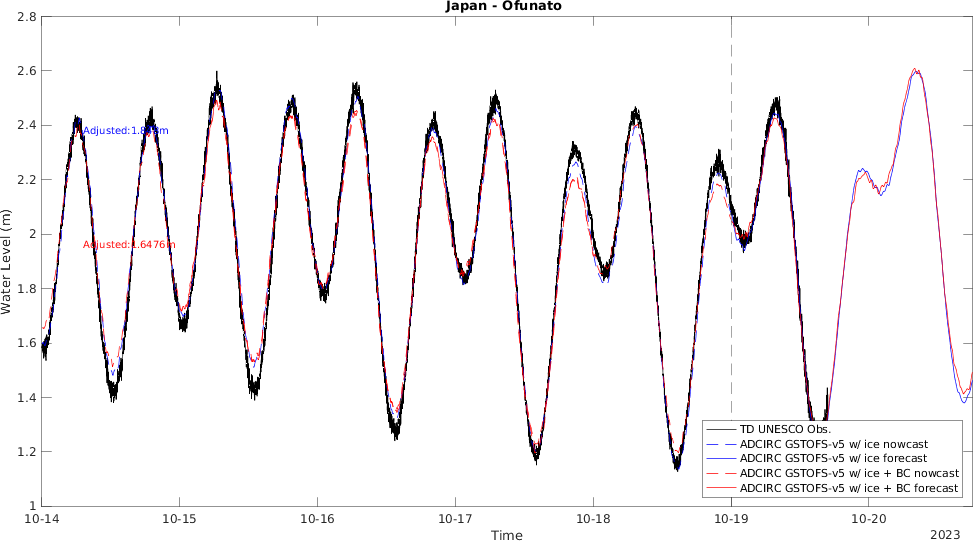 Japan - Ofunato
2.8
2.6
2.4
2.2
2
1.8
1.6
1.4
1.2
1
Water Level (m)
Adjusted:1.6476m
TD UNESCO Obs.
ADCIRC GSTOFS-v5 w/ ice nowcast
ADCIRC GSTOFS-v5 w/ ice forecast
ADCIRC GSTOFS-v5 w/ ice + BC nowcast
ADCIRC GSTOFS-v5 w/ ice + BC forecast
10-14
10-15
10-16
10-17
10-18
10-19
10-20
Time
2023